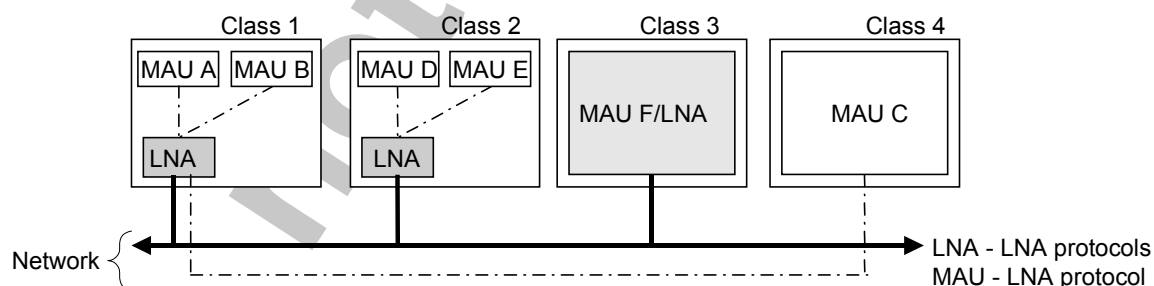 Class 1 Class 2 Class 3 Class 4
MAU A MAU B MAU D MAU E
MAU F/LNA MAU C
LNA LNA
Network
LNA - LNA protocols
MAU - LNA protocol